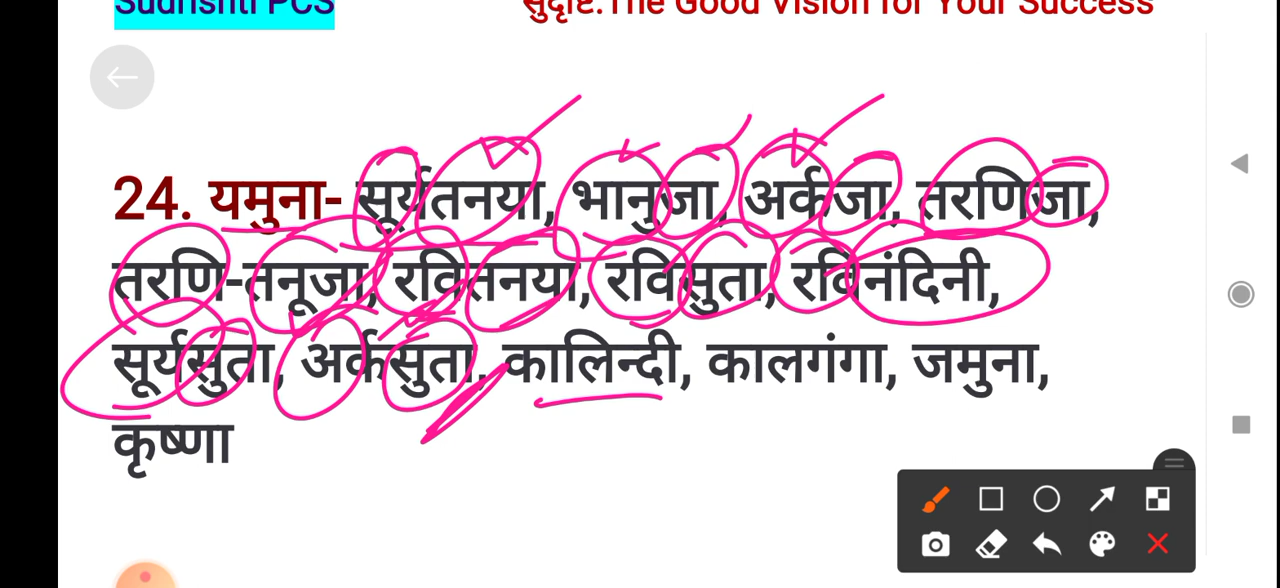 Sudrishti PCS सुदृष्टि:The Good Vision for Your Success
24. यमुना- सूर्यतनया, भानुजा, अर्कजा, तरणिजा,
तरणि-तनूजा, रवितनया, रविसुता, रविनंदिनी,
सूर्यसुता, अर्कसुता, कालिन्दी, कालगंगा, जमुना,
कृष्णा